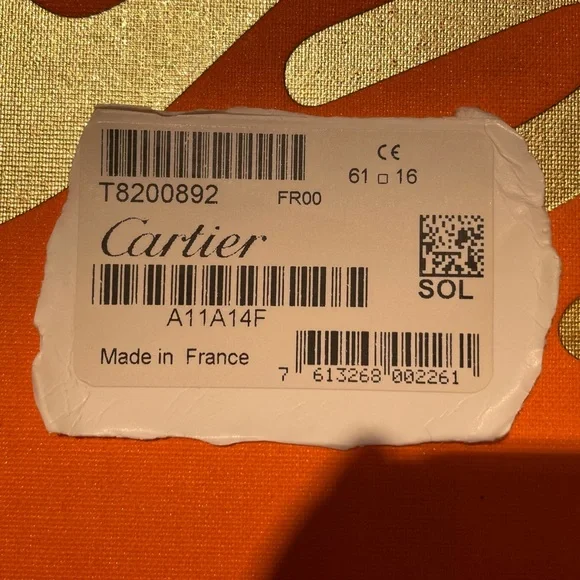 CE
61 □ 16
T8200892 FR00
Cartier
SOL
A11A14F
Made in France
7 613268 002261